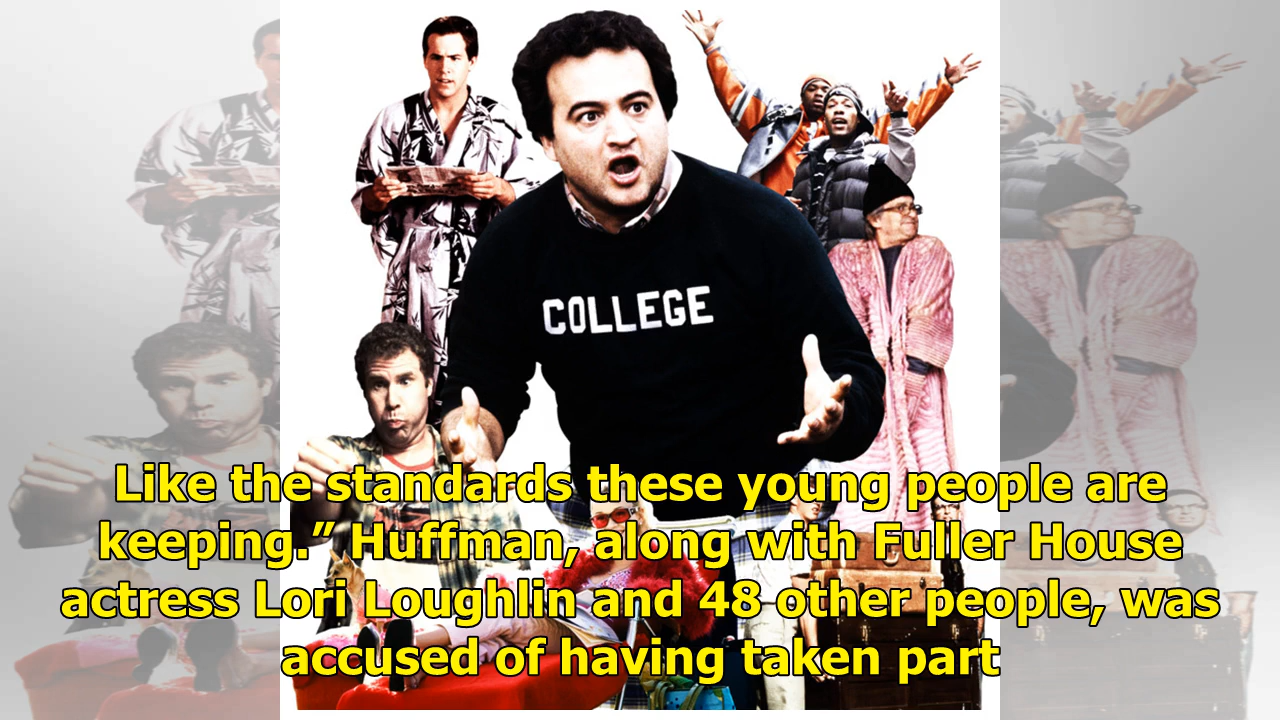 COLLEGE
Like the standards these young people are
keeping.” Huffman, along with Fuller House
actress Lori Loughlin and 48 other people, was
accused of having taken part